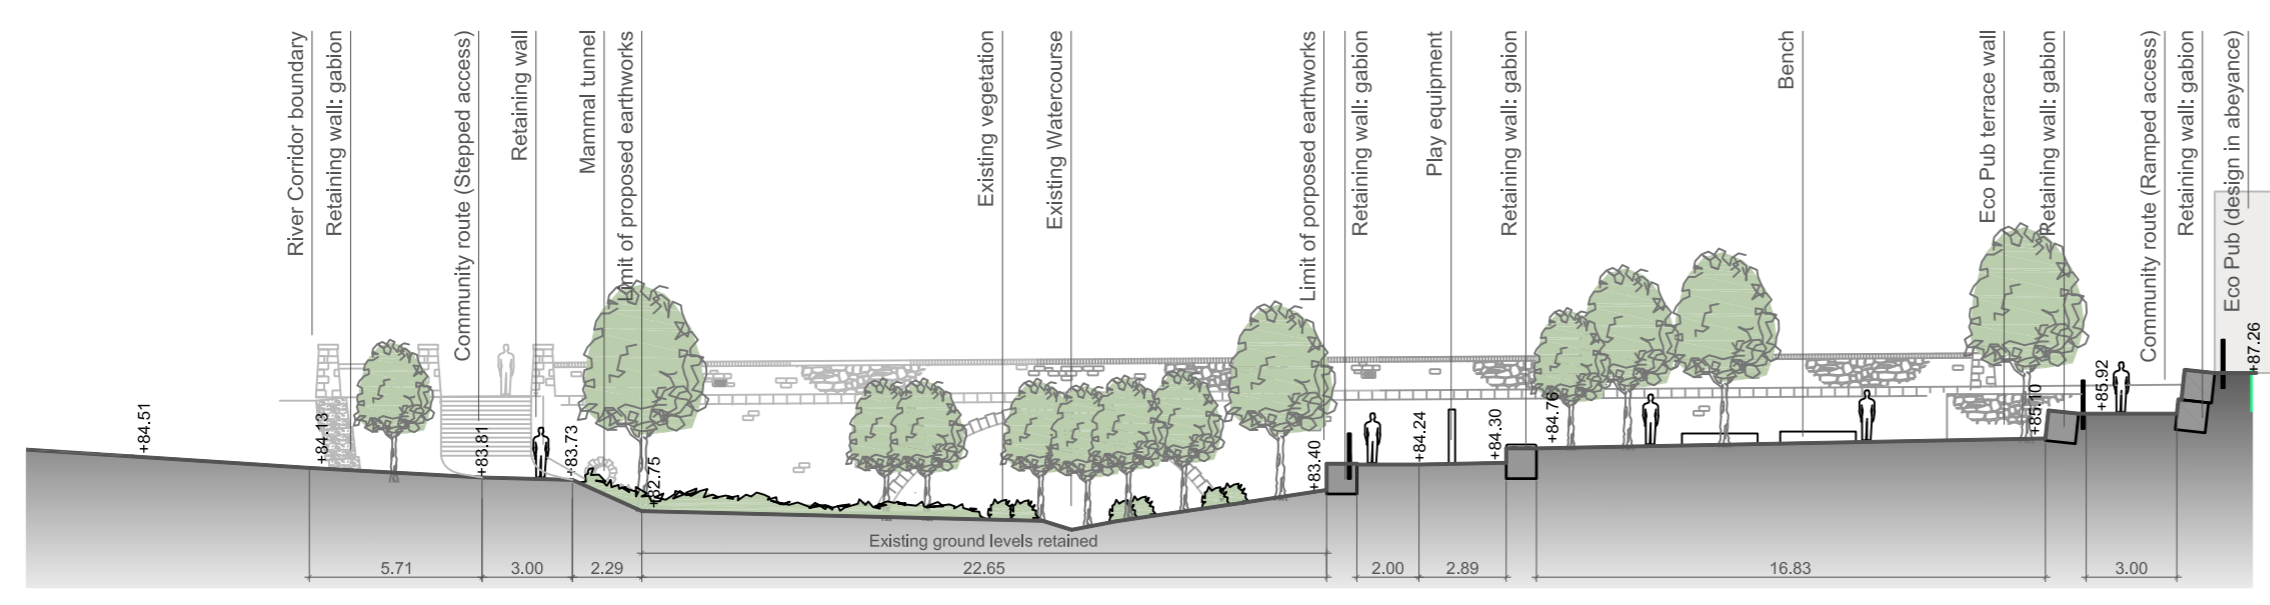 River Corridor boundary
Retaining wall: gabion
Community route (Stepped access)
Retaining wall
Mammal tunnel
Limit of proposed earthworks
Existing vegetation
Existing Watercourse
Limit of porposed earthworks
Retaining wall: gabion
Play equipment
Retaining wall: gabion
Bench
Eco Pub terrace wall
Retaining wall: gabion
Community route (Ramped access)
Retaining wall: gabion
Eco Pub (design in abeyance)
+84.51
+84.13
+83.81
+83.73
+82.75
+83.40
+84.24
+84.30
+84.76
+85.10
+85.92
+87.26
Existing ground levels retained
5.71
3.00
2.29
22.65
2.00
2.89
16.83
3.00